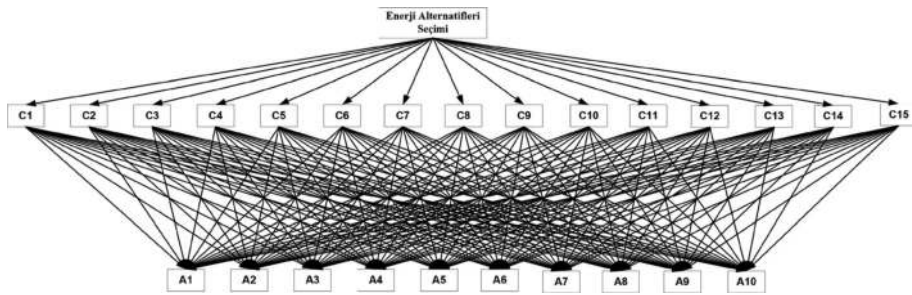 Enerji Alternatifleri
Seçimi
C1 C2 C3 C4 C5 C6 C7 C8 C9 C10 C11 C12 C13 C14 C15
A1 A2 A3 A4 A5 A6 A7 A8 A9 A10